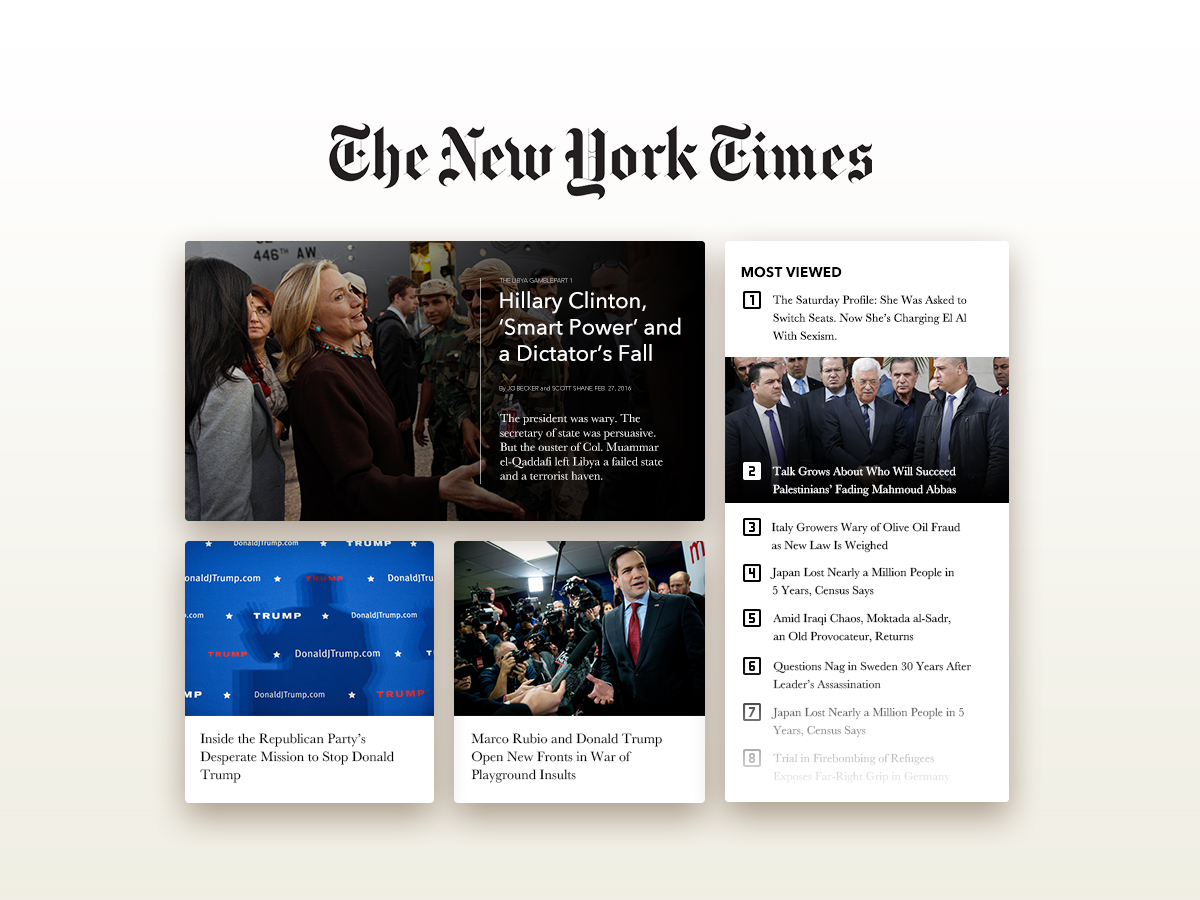 The New York Times
446TH AW
THE LIBYA GAMBLEPART 1
Hillary Clinton,
‘Smart Power’ and
a Dictator’s Fall
By JO BECKER and SCOTT SHANE FEB. 27, 2016
The president was wary. The
secretary of state was persuasive.
But the ouster of Col. Muammar
el-Qaddafi left Libya a failed state
and a terrorist haven.
DonaldJTrump.com TRUMP
onaldJTrump.com TRUMP DonaldJTru
.com TRUMP DonaldJTrump.com
TRUMP DonaldJTrump.com T
MP DonaldJTrump.com TRUMP
Inside the Republican Party’s
Desperate Mission to Stop Donald
Trump
Marco Rubio and Donald Trump
Open New Fronts in War of
Playground Insults
MOST VIEWED
1 The Saturday Profile: She Was Asked to
Switch Seats. Now She’s Charging El Al
With Sexism.
2 Talk Grows About Who Will Succeed
Palestinians’ Fading Mahmoud Abbas
3 Italy Growers Wary of Olive Oil Fraud
as New Law Is Weighed
4 Japan Lost Nearly a Million People in
5 Years, Census Says
5 Amid Iraqi Chaos, Moktada al-Sadr,
an Old Provocateur, Returns
6 Questions Nag in Sweden 30 Years After
Leader’s Assassination
7 Japan Lost Nearly a Million People in 5
Years, Census Says
8 Trial in Firebombing of Refugees
Exposes Far-Right Grip in Germany